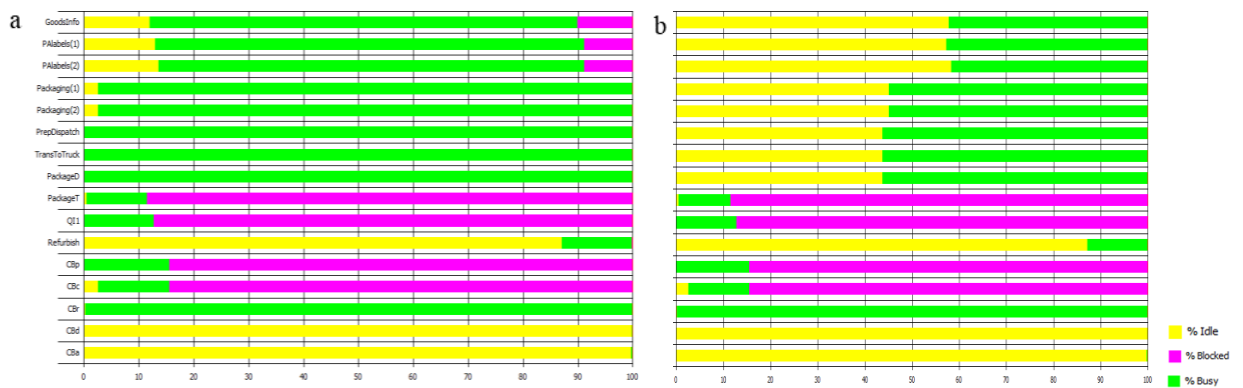 a
b
GoodsInfo
PAlabels(1)
PAlabels(2)
Packaging(1)
Packaging(2)
PrepDispatch
TransToTruck
PackageD
PackageT
QI1
Refurbish
CBp
CBc
CBr
CBd
CBa
0 10 20 30 40 50 60 70 80 90 100
0 10 20 30 40 50 60 70 80 90 100
% Idle
% Blocked
% Busy